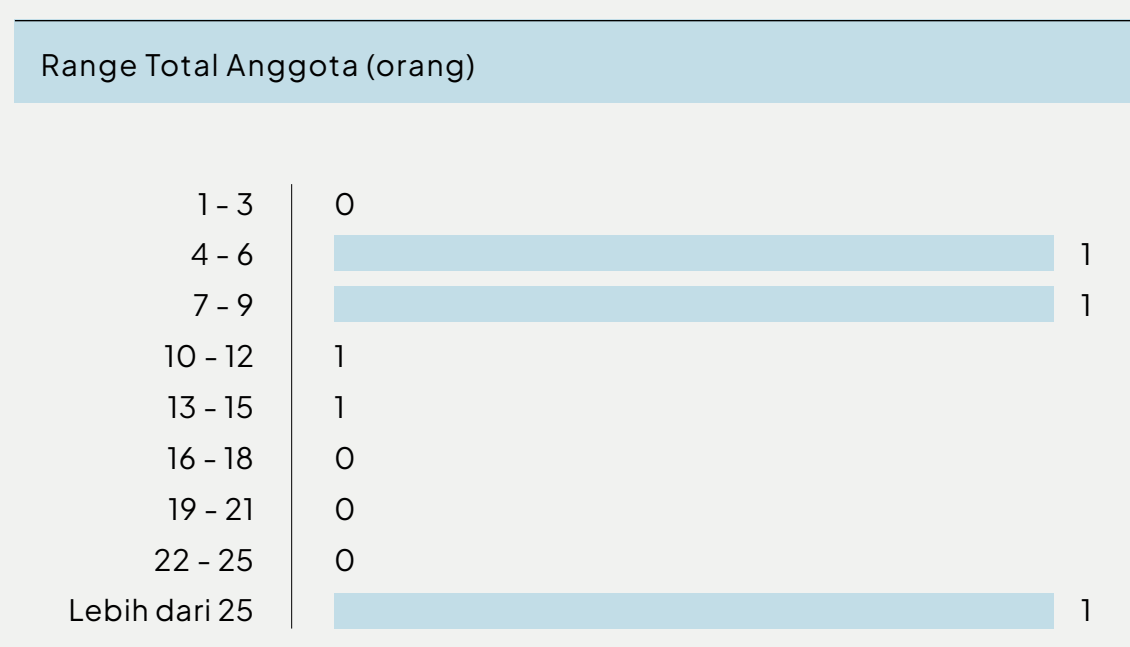 Range Total Anggota (orang)
1 - 3 0
4 - 6 1
7 - 9 1
10 - 12 1
13 - 15 1
16 - 18 0
19 - 21 0
22 - 25 0
Lebih dari 25 1